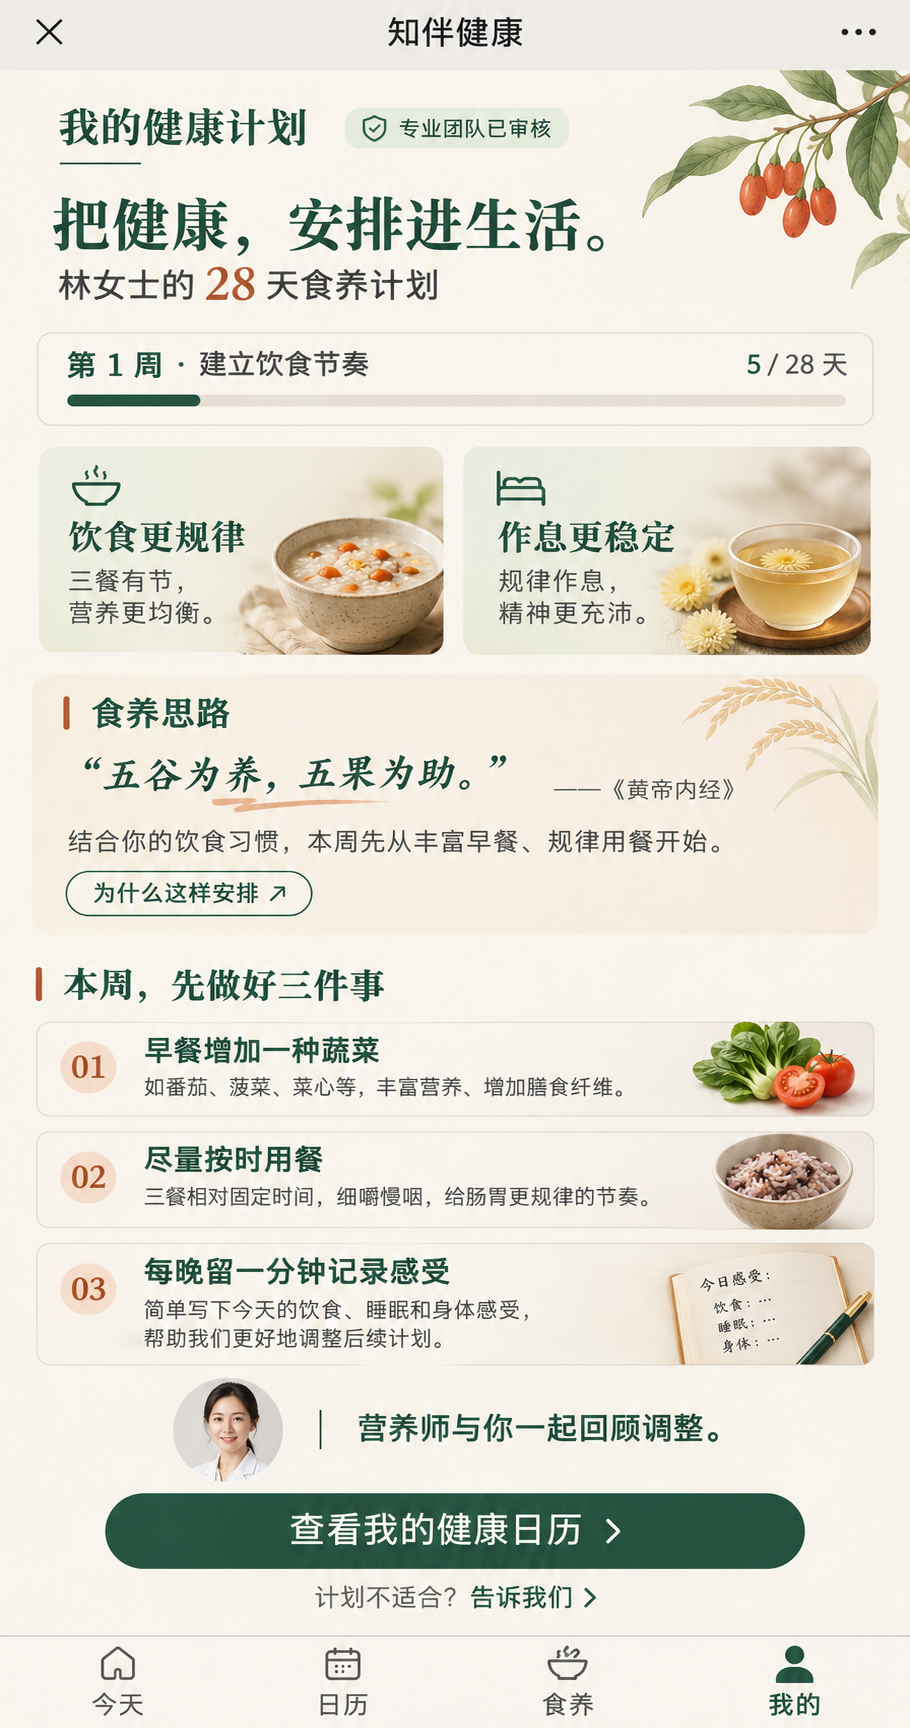 知伴健康
我的健康计划
专业团队已审核
把健康，安排进生活。
林女士的 28 天食养计划
第 1 周 · 建立饮食节奏
5 / 28 天
饮食更规律
三餐有节，
营养更均衡。
作息更稳定
规律作息，
精神更充沛。
食养思路
“五谷为养，五果为助。”
——《黄帝内经》
结合你的饮食习惯，本周先从丰富早餐、规律用餐开始。
为什么这样安排
本周，先做好三件事
01
早餐增加一种蔬菜
如番茄、菠菜、菜心等，丰富营养、增加膳食纤维。
02
尽量按时用餐
三餐相对固定时间，细嚼慢咽，给肠胃更规律的节奏。
03
每晚留一分钟记录感受
简单写下今天的饮食、睡眠和身体感受，
帮助我们更好地调整后续计划。
今日感受：
饮食：…
睡眠：…
身体：…
营养师与你一起回顾调整。
查看我的健康日历
计划不适合？告诉我们
今天
日历
食养
我的